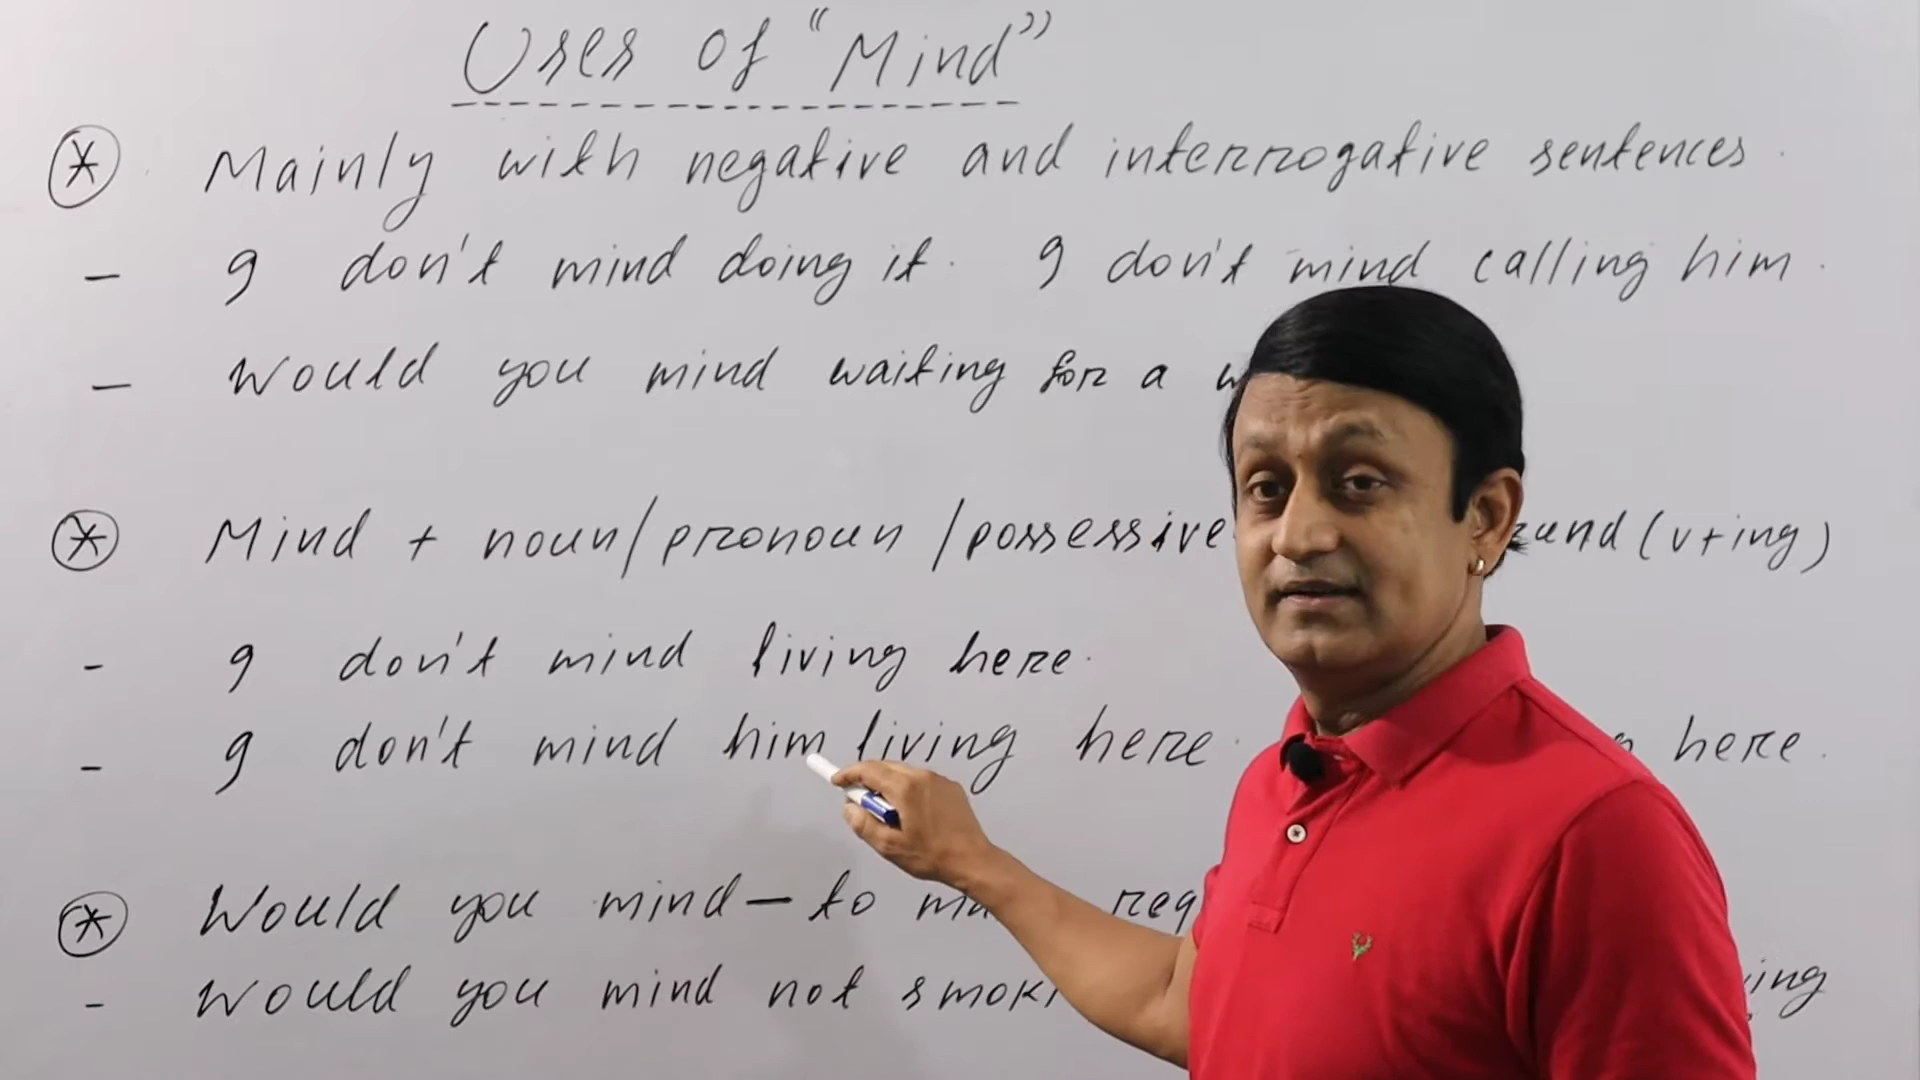 Uses of "Mind"
* Mainly with negative and interrogative sentences.
- I don't mind doing it. I don't mind calling him.
- Would you mind waiting for a
* Mind + noun/pronoun/possessive (v+ing)
- I don't mind living here.
- I don't mind him living here. here.
* Would you mind - to
- Would you mind not